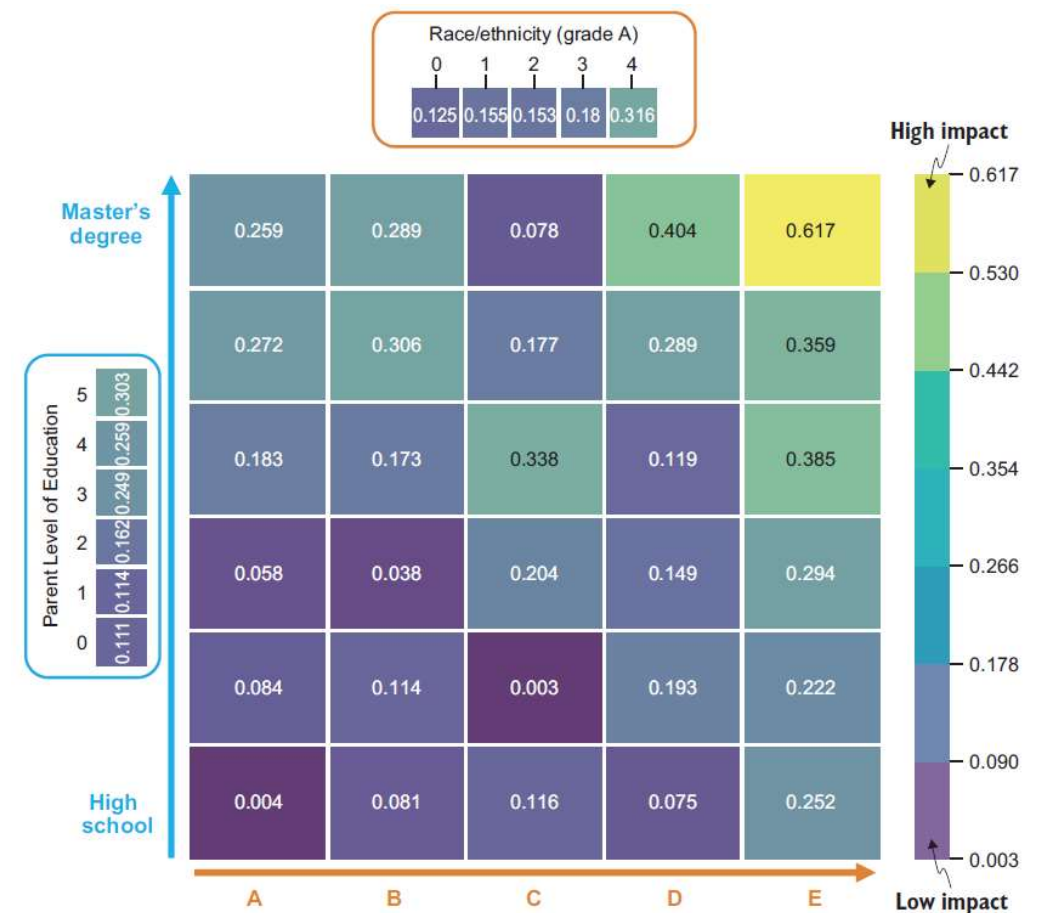 Race/ethnicity (grade A)
0 1 2 3 4
0.125 0.155 0.153 0.18 0.316
High impact
0.617
0.530
0.442
0.354
0.266
0.178
0.090
0.003
Low impact
Master's
degree
High
school
Parent Level of Education
5 0.303
4 0.259
3 0.249
2 0.162
1 0.114
0 0.111
0.259 0.289 0.078 0.404 0.617
0.272 0.306 0.177 0.289 0.359
0.183 0.173 0.338 0.119 0.385
0.058 0.038 0.204 0.149 0.294
0.084 0.114 0.003 0.193 0.222
0.004 0.081 0.116 0.075 0.252
A B C D E